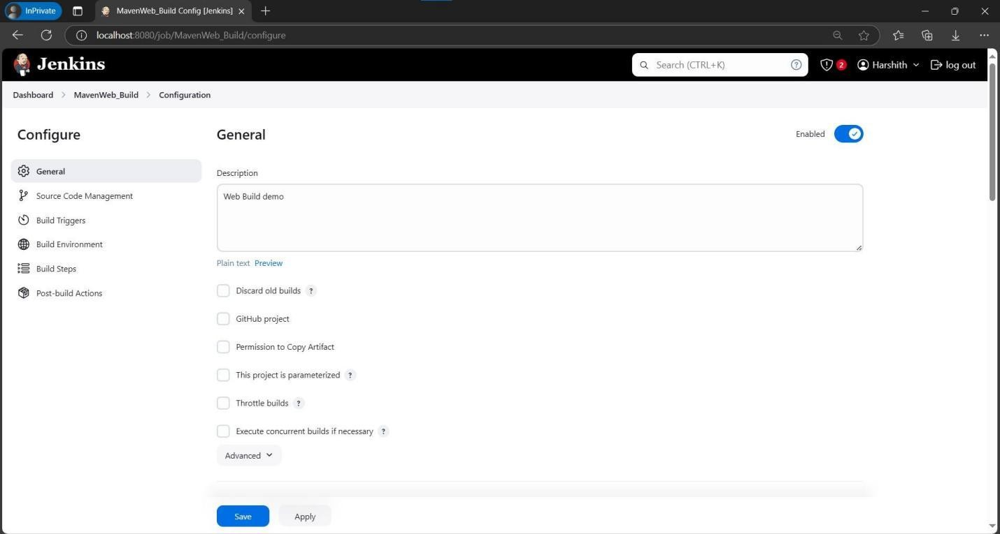 InPrivate
MavenWeb_Build Config [Jenkins]
localhost:8080/job/MavenWeb_Build/configure
Jenkins
Search (CTRL+K)
?
2
Harshith
log out
Dashboard > MavenWeb_Build > Configuration
Configure
General
Source Code Management
Build Triggers
Build Environment
Build Steps
Post-build Actions
General
Enabled
Description
Web Build demo
Plain text Preview
Discard old builds ?
GitHub project
Permission to Copy Artifact
This project is parameterized ?
Throttle builds ?
Execute concurrent builds if necessary ?
Advanced
Save
Apply